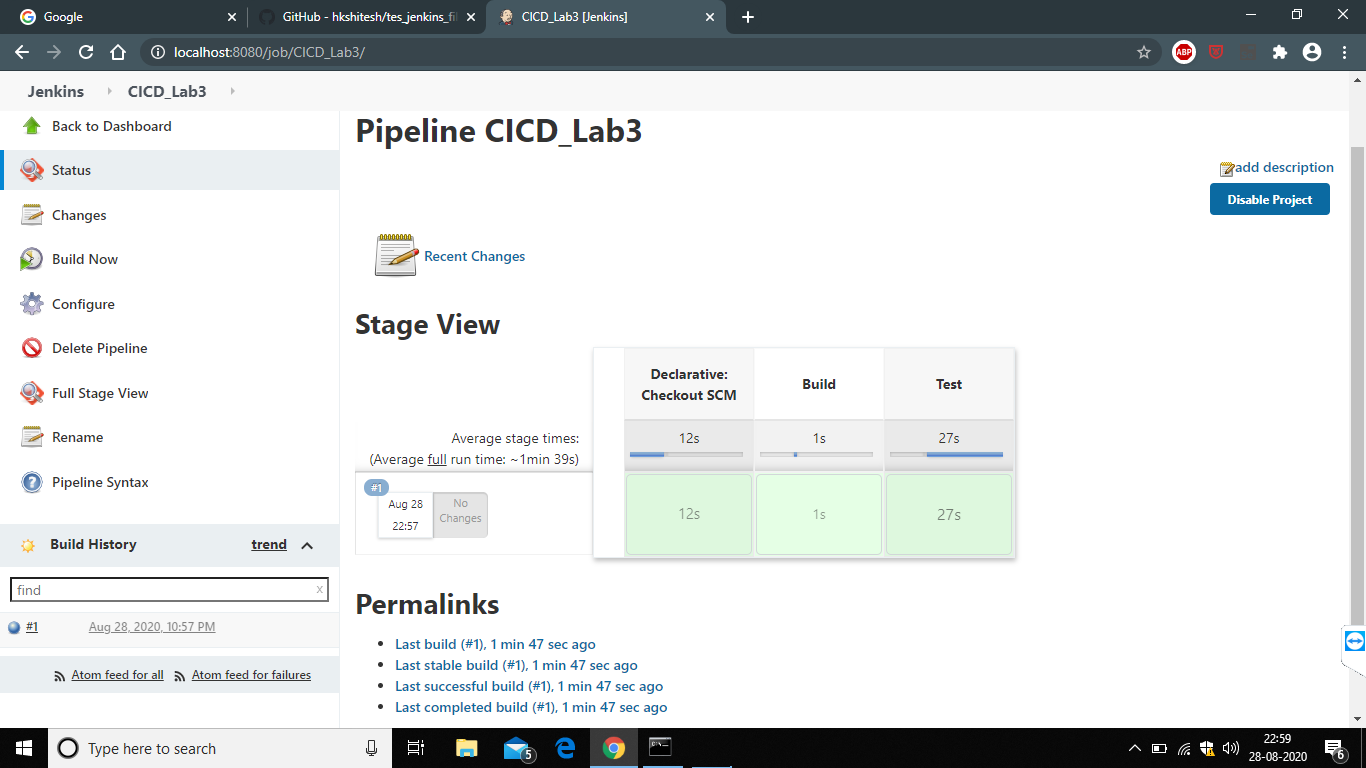 Google
GitHub - hkshitesh/tes_jenkins_fil
CICD_Lab3 [Jenkins]
localhost:8080/job/CICD_Lab3/
ABP
Jenkins
CICD_Lab3
Back to Dashboard
Status
Changes
Build Now
Configure
Delete Pipeline
Full Stage View
Rename
Pipeline Syntax
Build History
trend
find
x
#1
Aug 28, 2020, 10:57 PM
Atom feed for all
Atom feed for failures
Pipeline CICD_Lab3
add description
Disable Project
Recent Changes
Stage View
Declarative:
Checkout SCM
Build
Test
Average stage times:
(Average full run time: ~1min 39s)
12s
1s
27s
#1
Aug 28
22:57
No
Changes
12s
1s
27s
Permalinks
Last build (#1), 1 min 47 sec ago
Last stable build (#1), 1 min 47 sec ago
Last successful build (#1), 1 min 47 sec ago
Last completed build (#1), 1 min 47 sec ago
Type here to search
5
22:59
28-08-2020
6